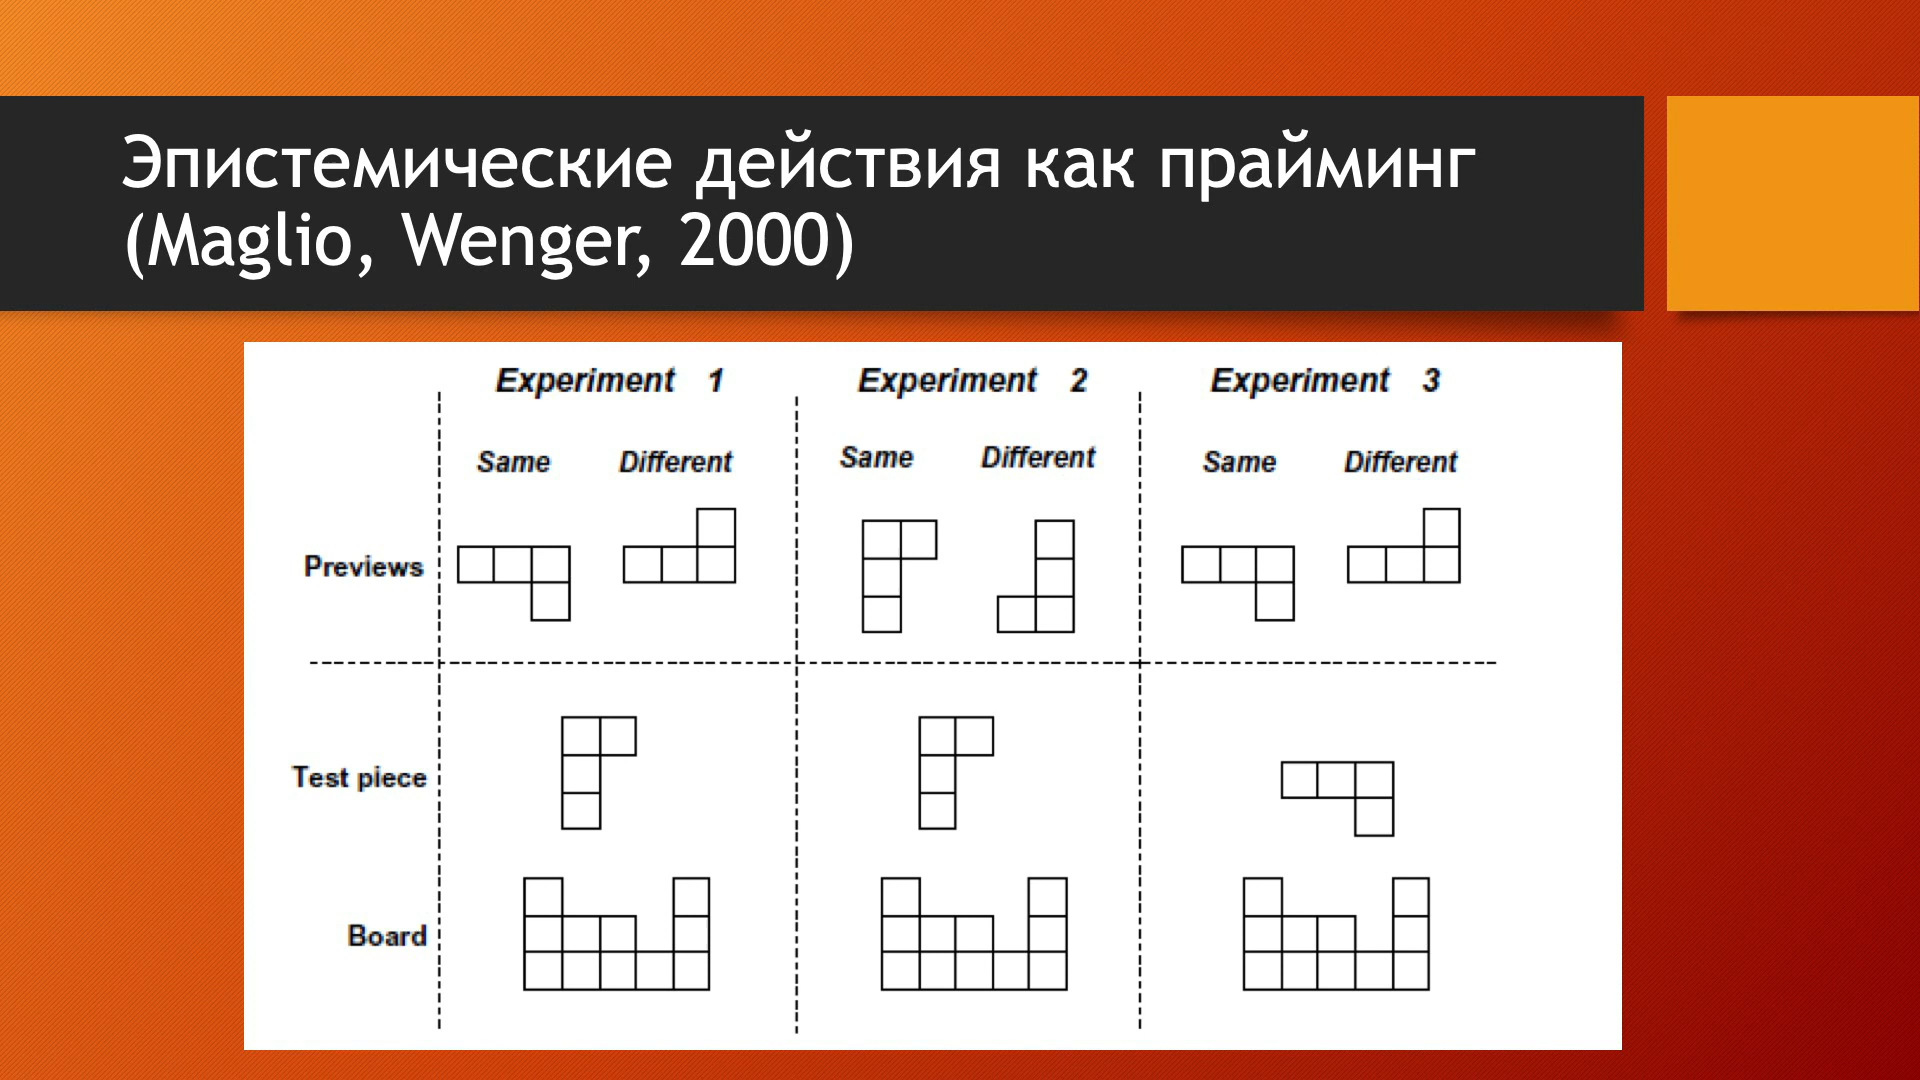 Эпистемические действия как прайминг
(Maglio, Wenger, 2000)
Experiment 1
Experiment 2
Experiment 3
Same
Different
Same
Different
Same
Different
Previews
Test piece
Board